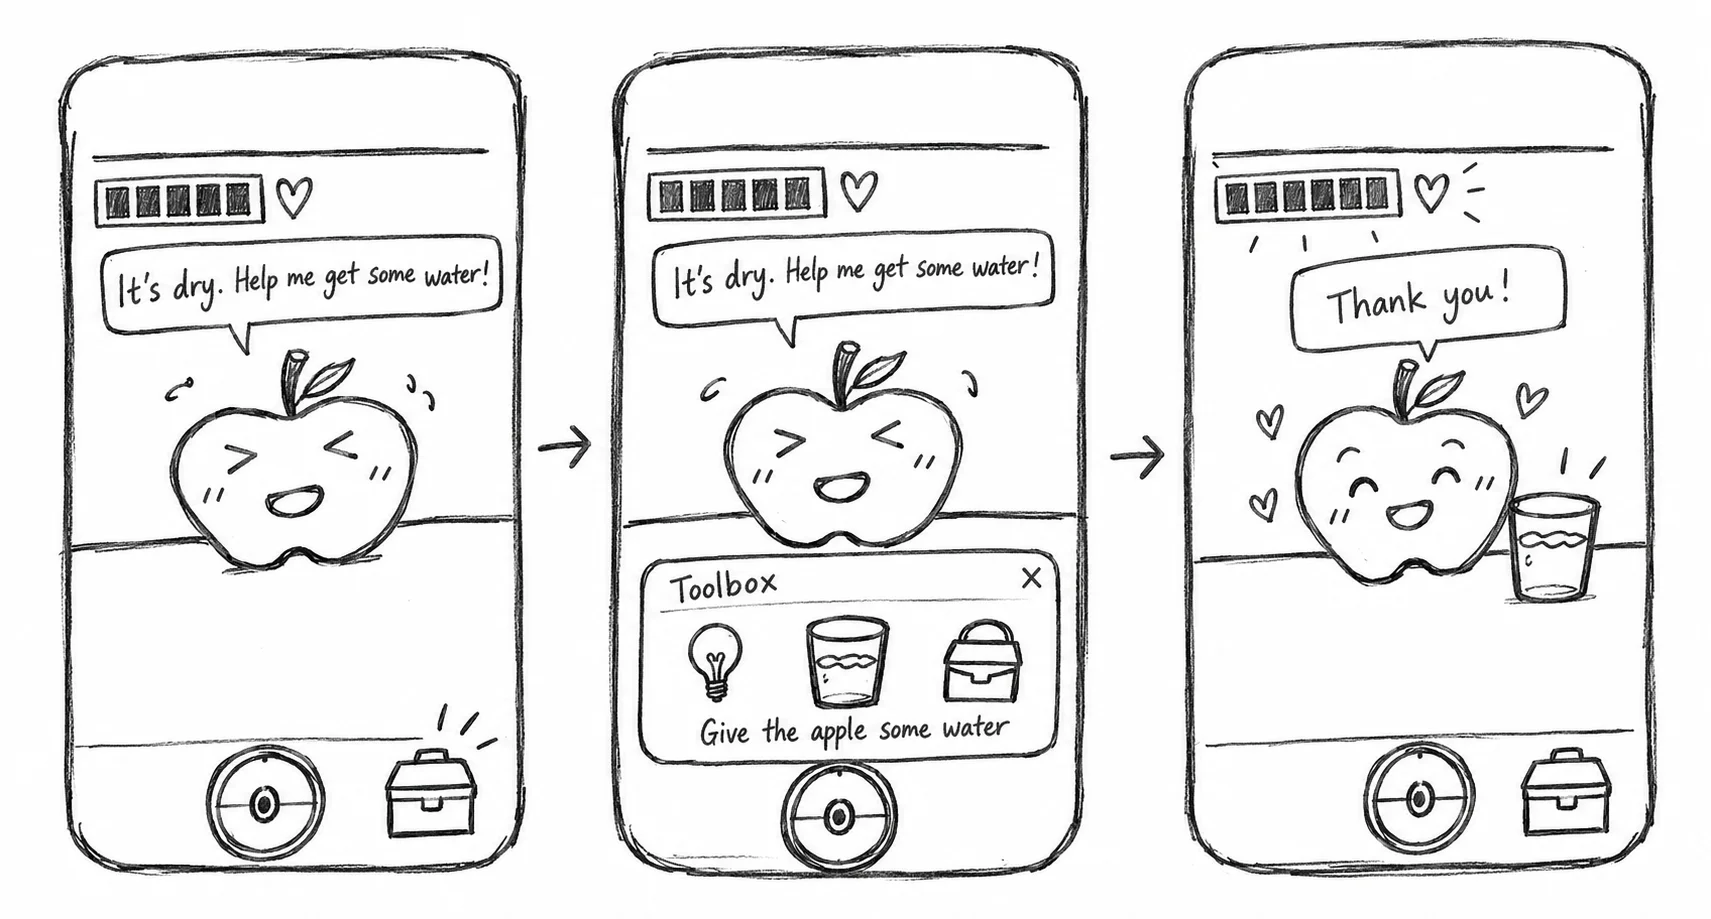 It's dry. Help me get some water!
It's dry. Help me get some water!
Toolbox
Give the apple some water
Thank you!